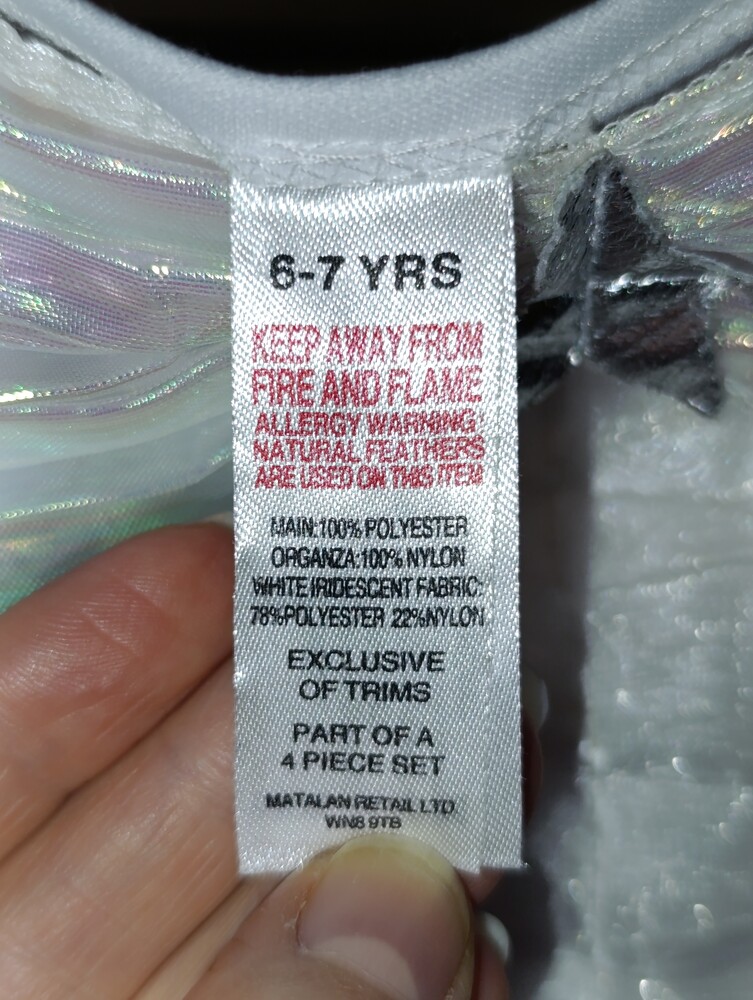 6-7 YRS
KEEP AWAY FROM
FIRE AND FLAME
ALLERGY WARNING
NATURAL FEATHERS
ARE USED ON THIS ITEM
MAIN:100% POLYESTER
ORGANZA:100% NYLON
WHITE IRIDESCENT FABRIC:
78%POLYESTER 22%NYLON
EXCLUSIVE
OF TRIMS
PART OF A
4 PIECE SET
MATALAN RETAIL LTD
WN8 9TB